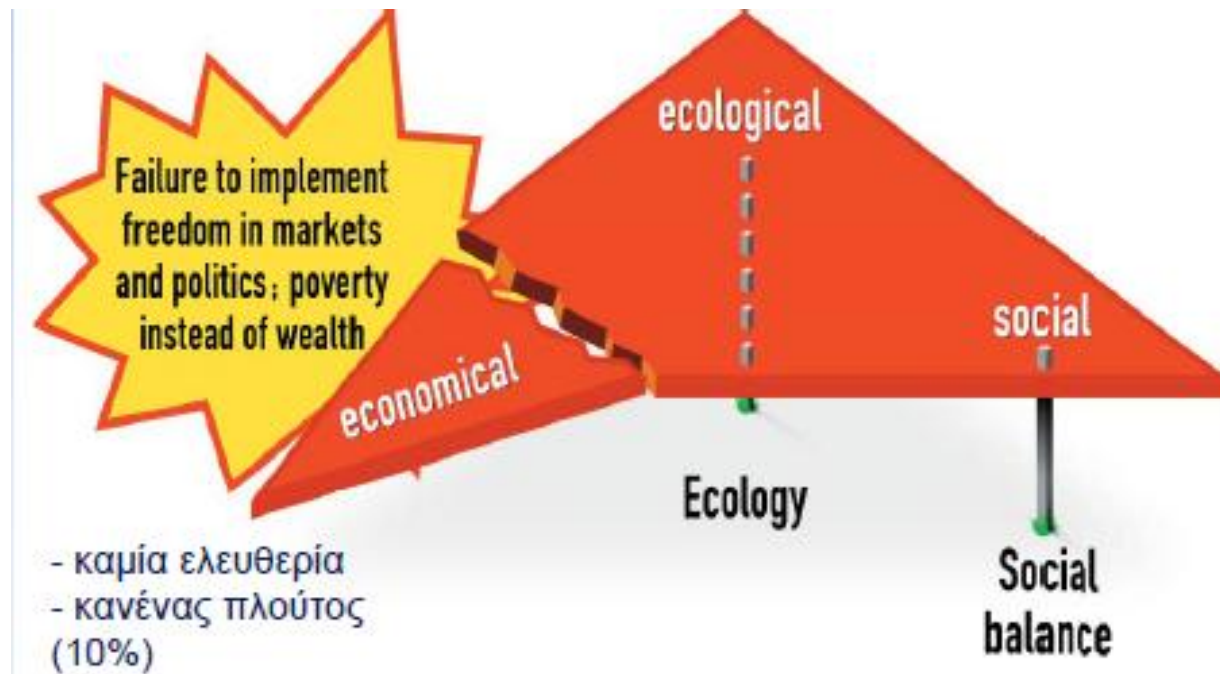 Failure to implement
freedom in markets
and politics; poverty
instead of wealth
ecological
social
economical
Ecology
Social
balance
- καμία ελευθερία
- κανένας πλούτος
(10%)